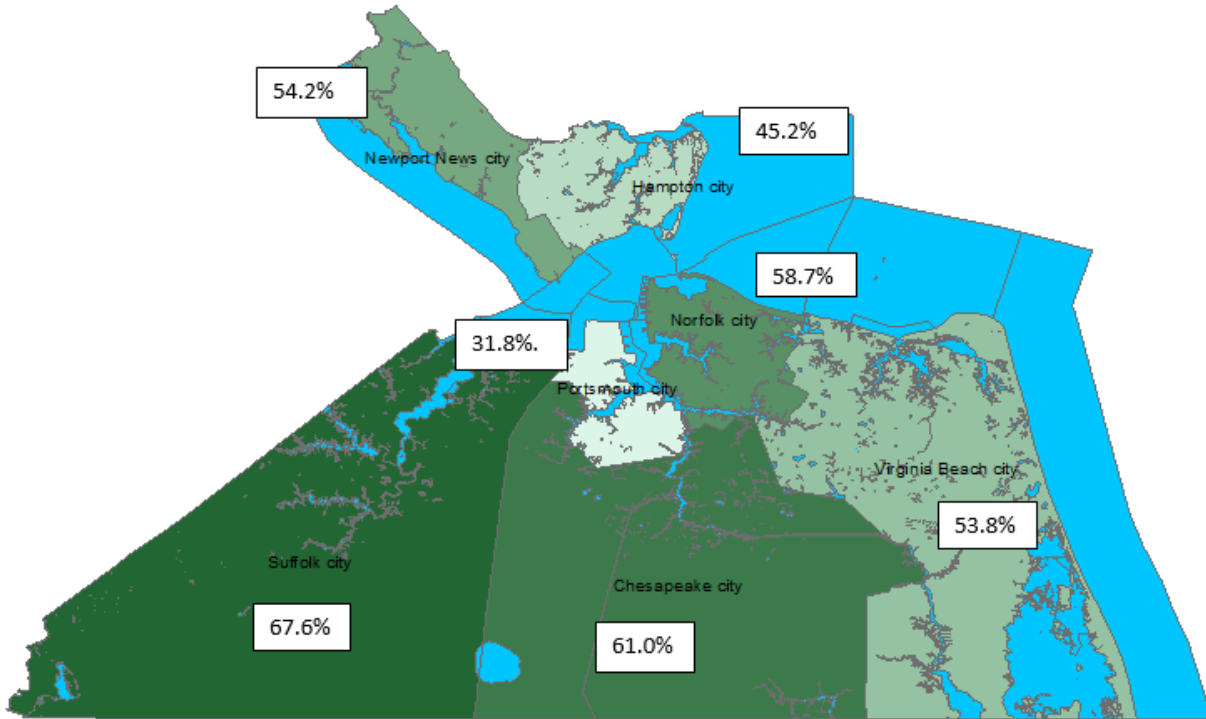 54.2%
45.2%
Newport News city
Hampton city
58.7%
Norfolk city
31.8%.
Portsmouth city
Virginia Beach city
53.8%
Suffolk city
Chesapeake city
67.6%
61.0%